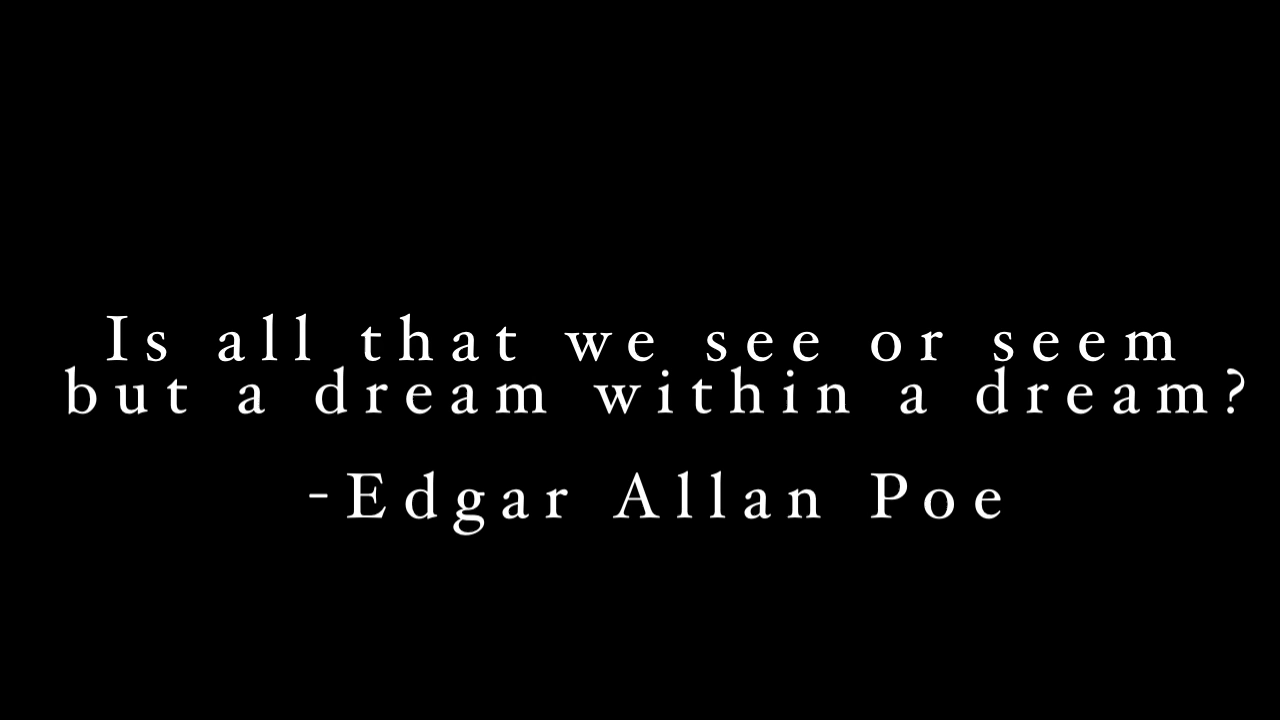 Is all that we see or seem
but a dream within a dream?
-Edgar Allan Poe